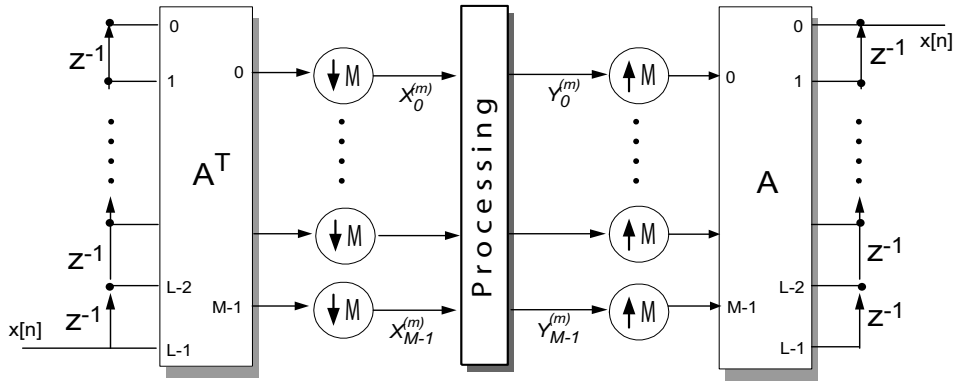 z⁻¹
0
1
A^T
z⁻¹
L-2
z⁻¹
L-1
x[n]
0
M-1
↓ M
X₀^(m)
↓ M
↓ M
X_{M-1}^(m)
Processing
Y₀^(m)
↑ M
↑ M
Y_{M-1}^(m)
↑ M
0
M-1
A
0
1
L-2
L-1
x[n]
z⁻¹
z⁻¹
z⁻¹